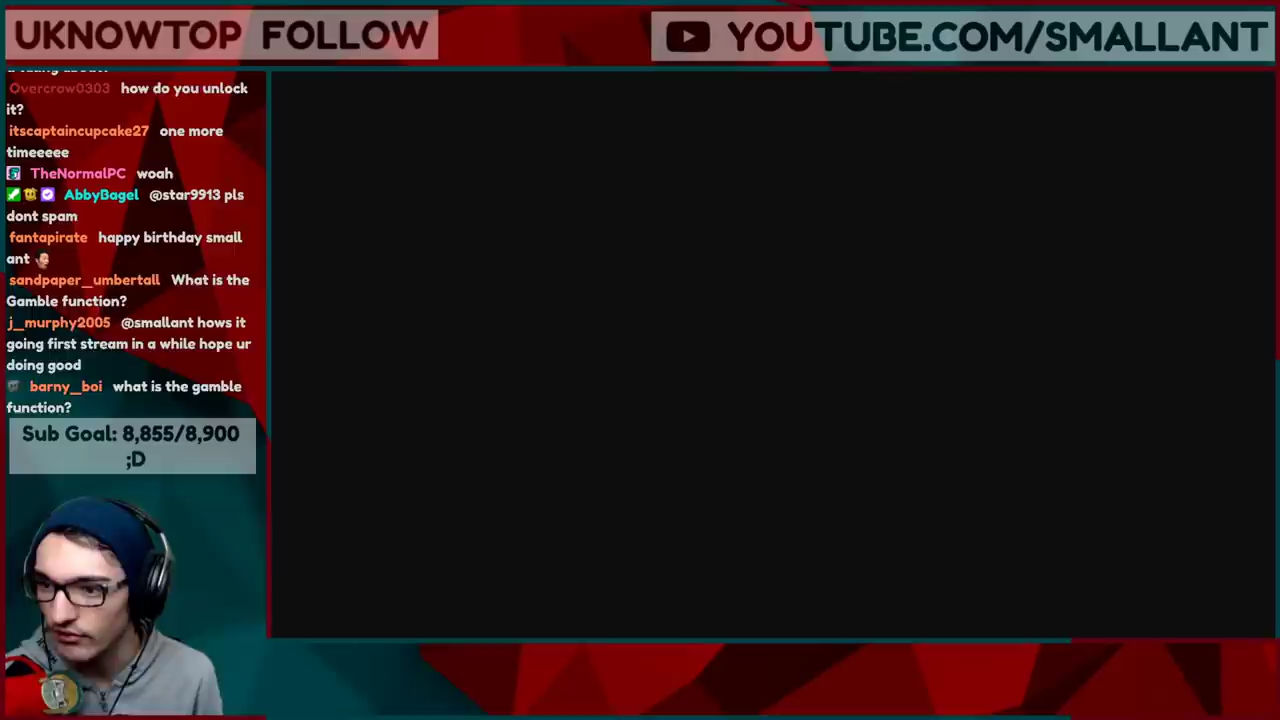 UKNOWTOP FOLLOW
YOUTUBE.COM/SMALLANT
Overcrow0303 how do you unlock
it?
itscaptaincupcake27 one more
timeeeee
TheNormalPC woah
AbbyBagel @star9913 pls
dont spam
fantapirate happy birthday small
ant
sandpaper_umbertall What is the
Gamble function?
j_murphy2005 @smallant hows it
going first stream in a while hope ur
doing good
barny_boi what is the gamble
function?
Sub Goal: 8,855/8,900
;D